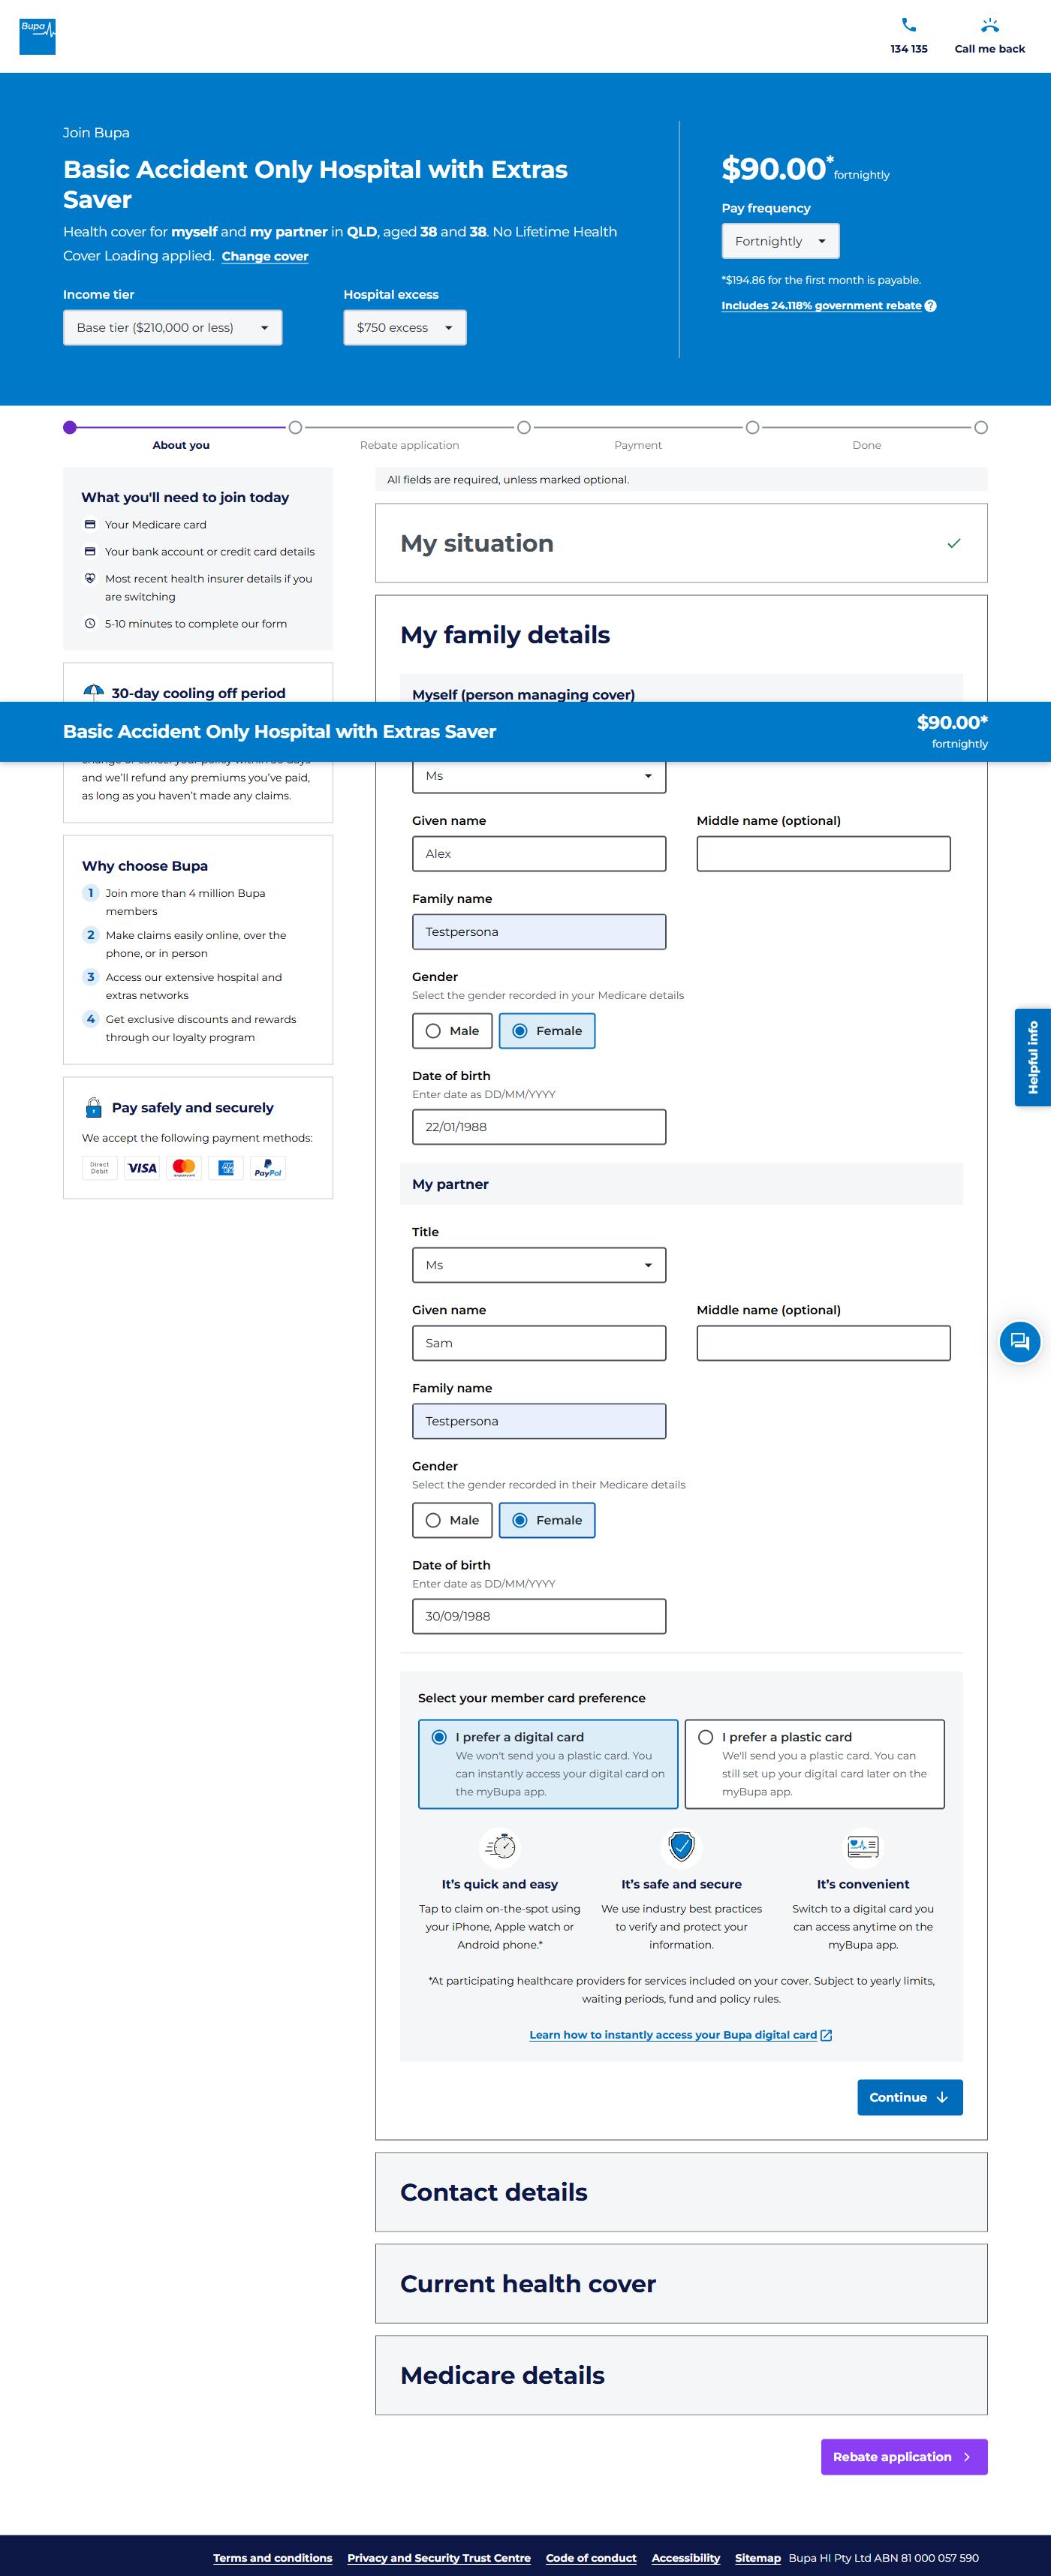 Bupa
134 135
Call me back
Join Bupa
Basic Accident Only Hospital with Extras
Saver
Health cover for myself and my partner in QLD, aged 38 and 38. No Lifetime Health
Cover Loading applied. Change cover
Income tier
Hospital excess
Base tier ($210,000 or less)
$750 excess
$90.00* fortnightly
Pay frequency
Fortnightly
*$194.86 for the first month is payable.
Includes 24.118% government rebate
About you
Rebate application
Payment
Done
What you'll need to join today
Your Medicare card
Your bank account or credit card details
Most recent health insurer details if you
are switching
5-10 minutes to complete our form
30-day cooling off period
All fields are required, unless marked optional.
My situation
My family details
Myself (person managing cover)
Basic Accident Only Hospital with Extras Saver
$90.00*
fortnightly
and we'll refund any premiums you've paid,
as long as you haven't made any claims.
Why choose Bupa
1 Join more than 4 million Bupa
members
2 Make claims easily online, over the
phone, or in person
3 Access our extensive hospital and
extras networks
4 Get exclusive discounts and rewards
through our loyalty program
Pay safely and securely
We accept the following payment methods:
Direct
Debit
VISA
PayPal
Ms
Given name
Middle name (optional)
Alex
Family name
Testpersona
Gender
Select the gender recorded in your Medicare details
Male
Female
Date of birth
Enter date as DD/MM/YYYY
22/01/1988
My partner
Title
Ms
Given name
Middle name (optional)
Sam
Family name
Testpersona
Gender
Select the gender recorded in their Medicare details
Male
Female
Date of birth
Enter date as DD/MM/YYYY
30/09/1988
Helpful info
Select your member card preference
I prefer a digital card
We won't send you a plastic card. You
can instantly access your digital card on
the myBupa app.
I prefer a plastic card
We'll send you a plastic card. You can
still set up your digital card later on the
myBupa app.
It's quick and easy
Tap to claim on-the-spot using
your iPhone, Apple watch or
Android phone.*
It's safe and secure
We use industry best practices
to verify and protect your
information.
It's convenient
Switch to a digital card you
can access anytime on the
myBupa app.
*At participating healthcare providers for services included on your cover. Subject to yearly limits,
waiting periods, fund and policy rules.
Learn how to instantly access your Bupa digital card
Continue
Contact details
Current health cover
Medicare details
Rebate application
Terms and conditions Privacy and Security Trust Centre Code of conduct Accessibility Sitemap Bupa HI Pty Ltd ABN 81 000 057 590